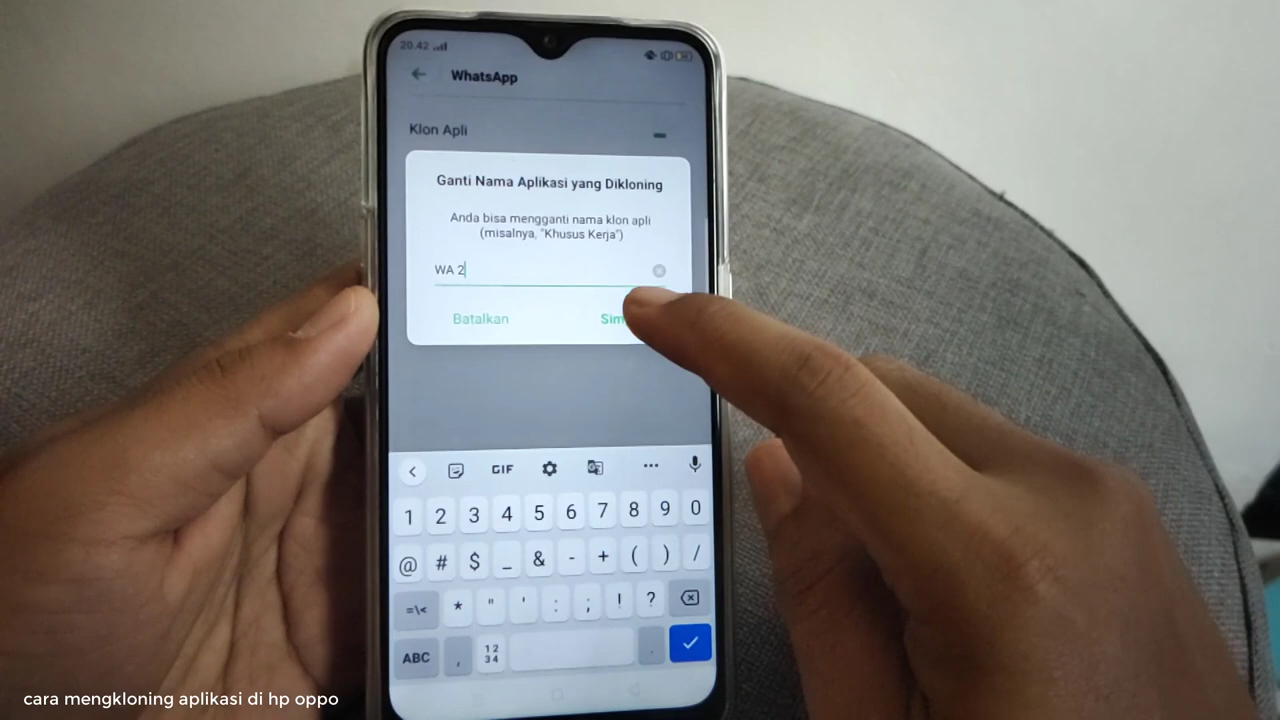 20.42
WhatsApp
Klon Apli
Ganti Nama Aplikasi yang Dikloning
Anda bisa mengganti nama klon apli
(misalnya, "Khusus Kerja")
WA 2
Batalkan
GIF
1 2 3 4 5 6 7 8 9 0
@ # $ _ & - + ( ) /
=\< * " ' : ; ! ?
ABC , 12 .
34
cara mengkloning aplikasi di hp oppo